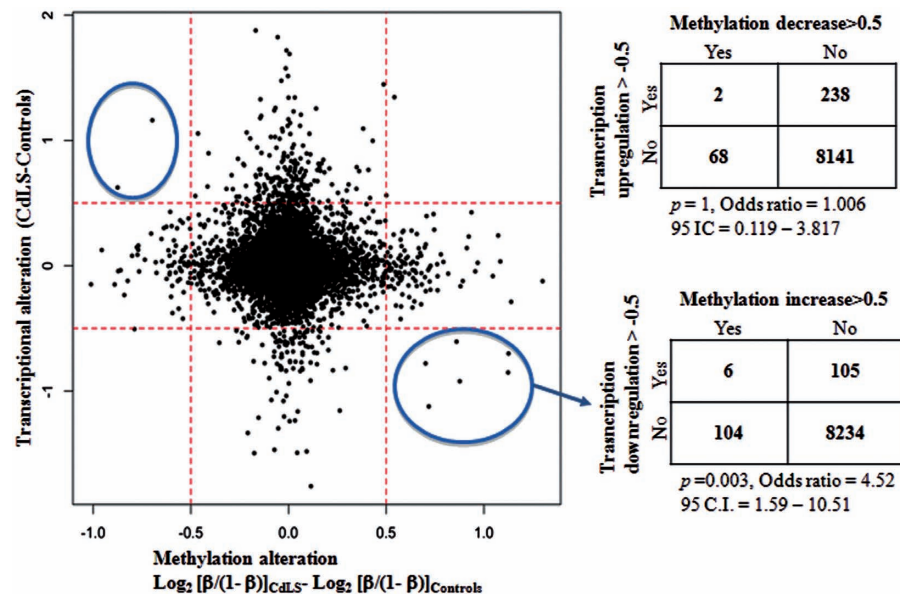 Transcriptional alteration (CdLS-Controls)
2
1
0
-1
-1.0 -0.5 0.0 0.5 1.0
Methylation alteration
Log2 [β/(1- β)]CdLS- Log2 [β/(1- β)]Controls
Methylation decrease>0.5
Yes No
Trasncription
upregulation > -0.5
Yes
No
2 238
68 8141
p = 1, Odds ratio = 1.006
95 IC = 0.119 – 3.817
Methylation increase>0.5
Yes No
Trasncription
downregulation > -0.5
Yes
No
6 105
104 8234
p =0.003, Odds ratio = 4.52
95 C.I. = 1.59 – 10.51